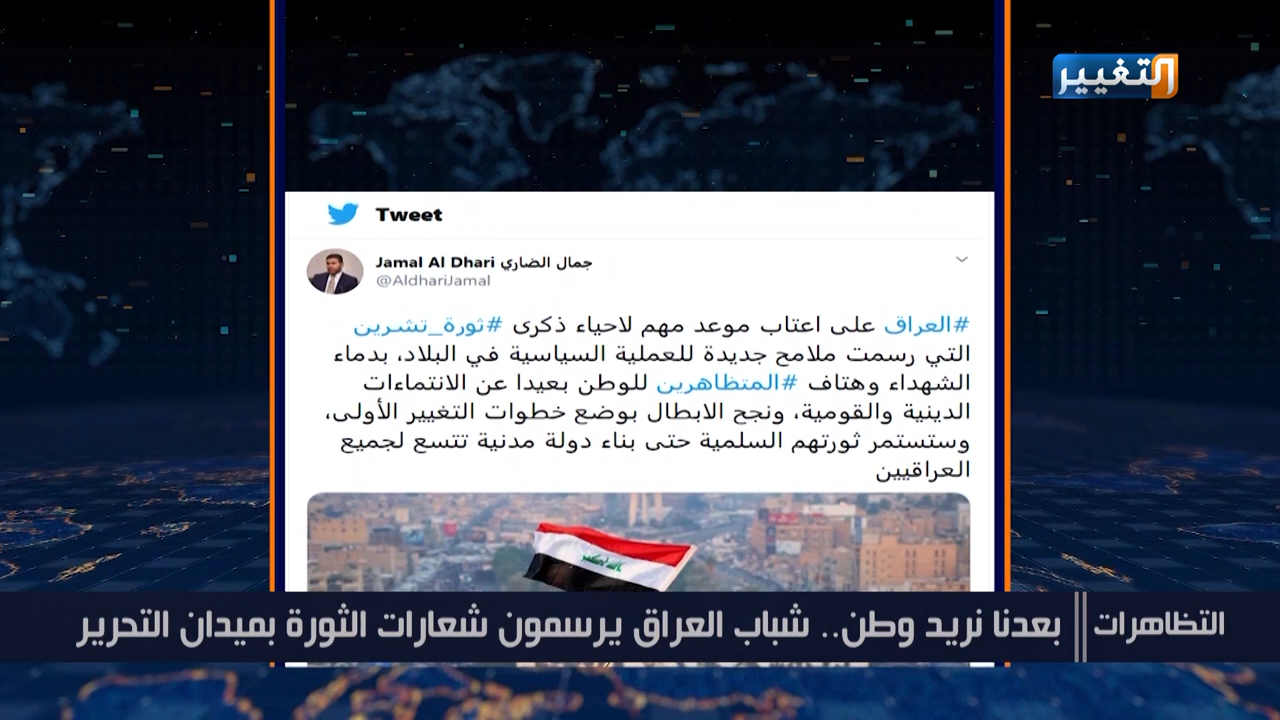 التغيير
Tweet
Jamal Al Dhari جمال الضاري
@AldhariJamal
#العراق على اعتاب موعد مهم لاحياء ذكرى #ثورة_تشرين
التي رسمت ملامح جديدة للعملية السياسية في البلاد، بدماء
الشهداء وهتاف #المتظاهرين للوطن بعيدا عن الانتماءات
الدينية والقومية، ونجح الابطال بوضع خطوات التغيير الأولى،
وستستمر ثورتهم السلمية حتى بناء دولة مدنية تتسع لجميع
العراقيين
التظاهرات
بعدنا نريد وطن.. شباب العراق يرسمون شعارات الثورة بميدان التحرير